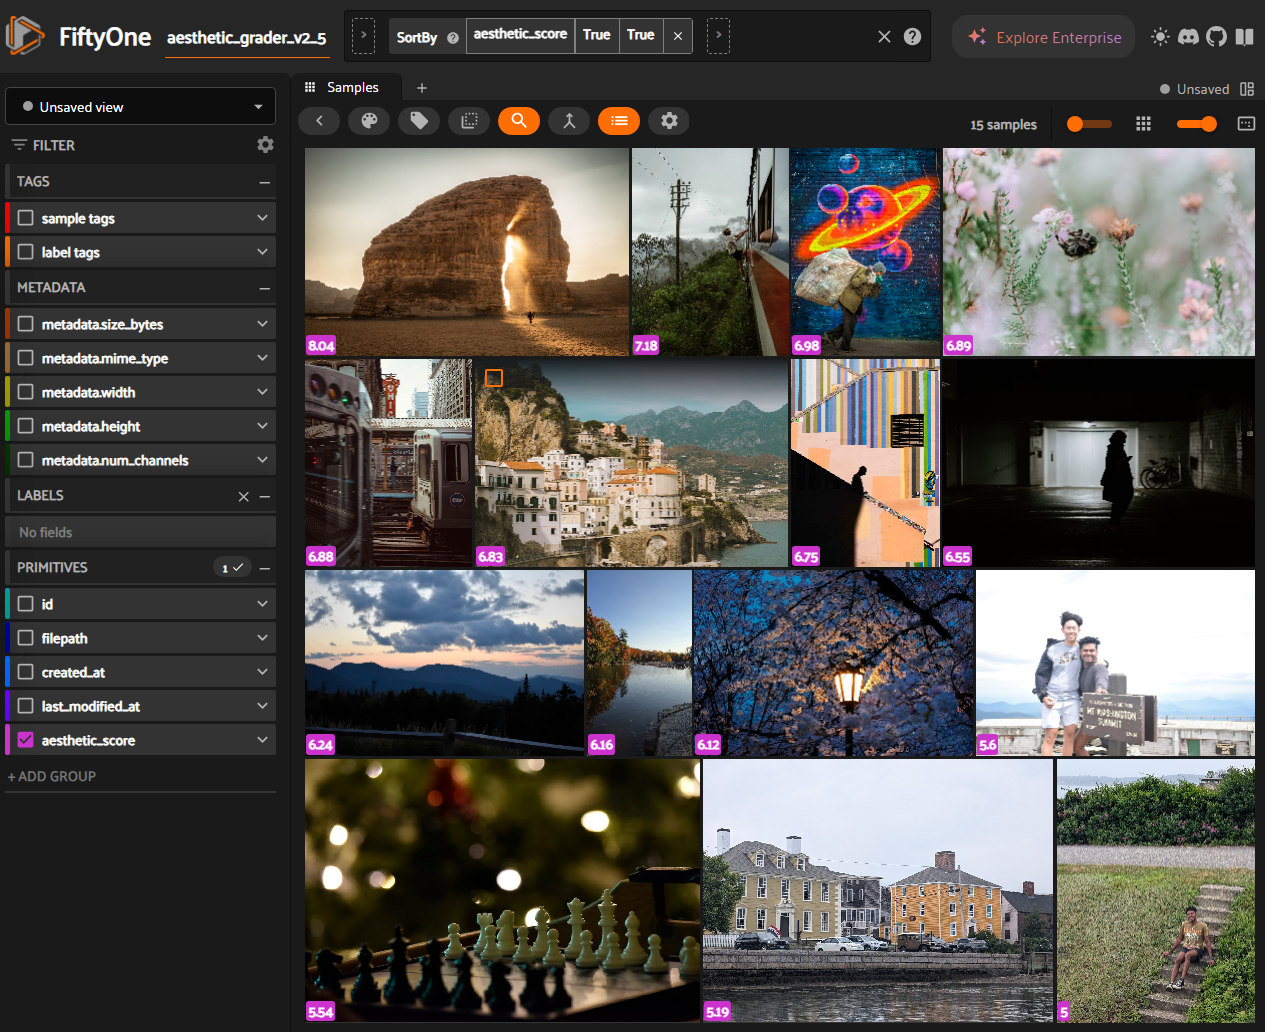 FiftyOne aesthetic_grader_v2_5 SortBy aesthetic_score True True Explore Enterprise
Unsaved view
FILTER
TAGS
sample tags
label tags
METADATA
metadata.size_bytes
metadata.mime_type
metadata.width
metadata.height
metadata.num_channels
LABELS
No fields
PRIMITIVES 1
id
filepath
created_at
last_modified_at
aesthetic_score
+ ADD GROUP
Samples +
Unsaved
15 samples
8.04 7.18 6.98 6.89
6.88 6.83 6.75 6.55
MT WASHINGTON
SUMMIT
6.24 6.16 6.12 5.6
5.54 5.19 5